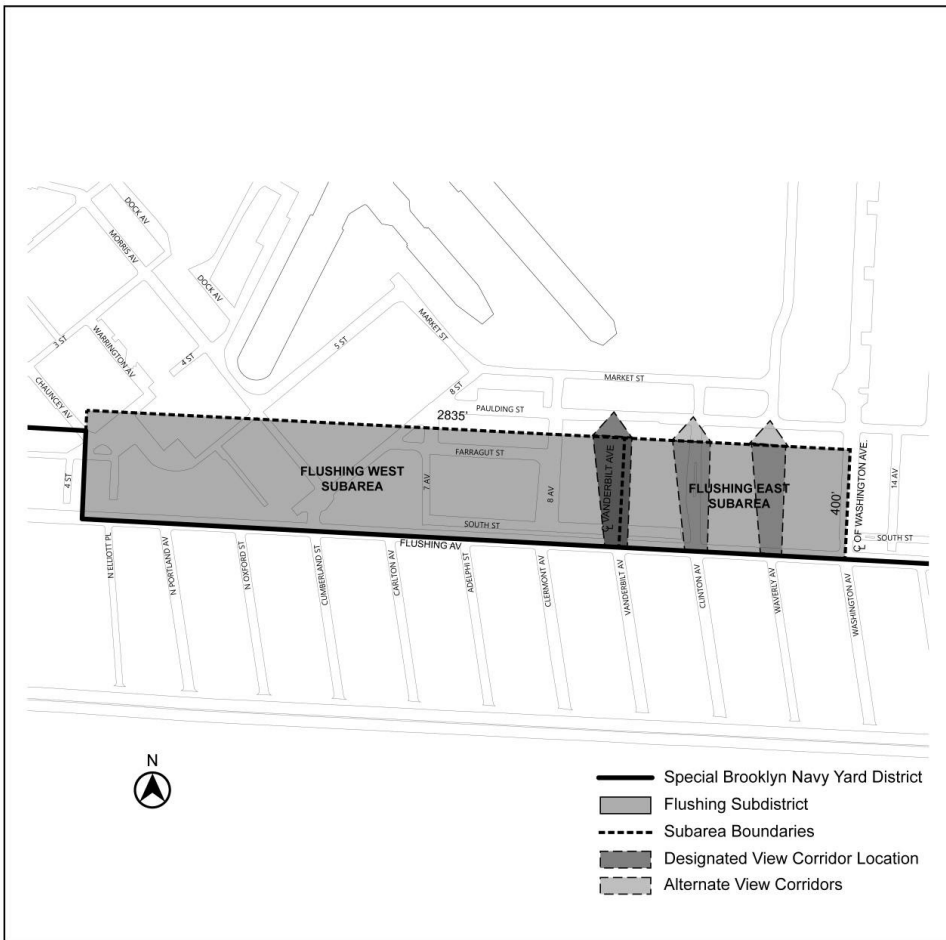 DOCK AV
MORRIS AV
DOCK AV
MARKET ST
5 ST
3 ST
WARRINGTON AV
4 ST
CHAUNCEY AV
8 ST
MARKET ST
2835'
PAULDING ST
FARRAGUT ST
FLUSHING WEST
SUBAREA
7 AV
8 AV
℄ VANDERBILT AVE
FLUSHING EAST
SUBAREA
400'
℄ OF WASHINGTON AVE.
14 AV
4 ST
SOUTH ST
SOUTH ST
FLUSHING AV
N ELLIOTT PL
N PORTLAND AV
N OXFORD ST
CUMBERLAND ST
CARLTON AV
ADELPHI ST
CLERMONT AV
VANDERBILT AV
CLINTON AV
WAVERLY AV
WASHINGTON AV
N
Special Brooklyn Navy Yard District
Flushing Subdistrict
Subarea Boundaries
Designated View Corridor Location
Alternate View Corridors